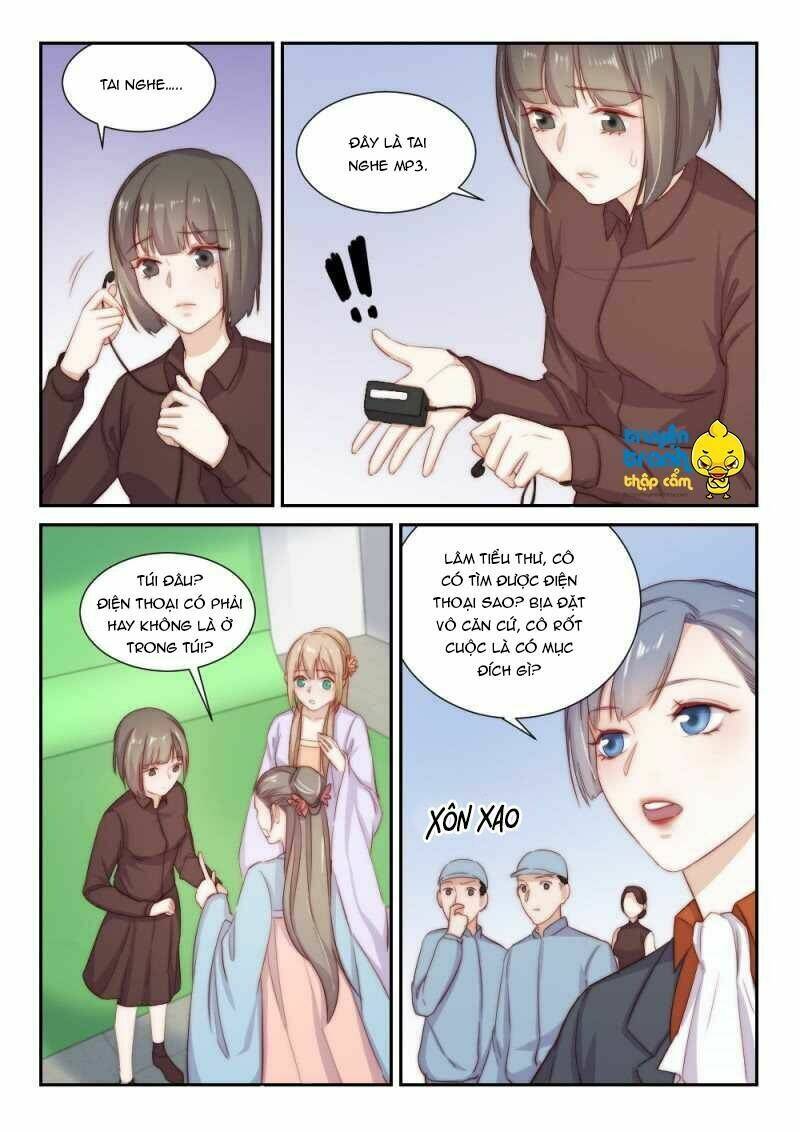 TAI NGHE.....
ĐÂY LÀ TAI
NGHE MP3.
!!
truyện
tranh
thập cẩm
TÚI ĐÂU?
ĐIỆN THOẠI CÓ PHẢI
HAY KHÔNG LÀ Ở
TRONG TÚI?
LÂM TIỂU THƯ, CÔ
CÓ TÌM ĐƯỢC ĐIỆN
THOẠI SAO? BỊA ĐẶT
VÔ CĂN CỨ, CÔ RỐT
CUỘC LÀ CÓ MỤC
ĐÍCH GÌ?
XÔN XAO